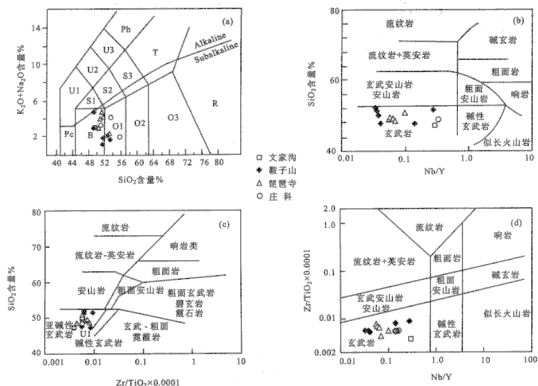 (a)
K₂O+Na₂O含量%
14
10
6
2
Ph
U3
T
Alkaline
Subalkaline
U2
S3
U1
S2
S1
R
Pc
B
O1
O2
O3
40 44 48 52 56 60 64 68 72 76 80
SiO₂含量%
(b)
SiO₂含量%
80
70
60
50
40
流纹岩
碱玄岩
流纹岩+英安岩
粗面岩
玄武安山岩
安山岩
粗面
安山岩
响岩
碱性
玄武岩
玄武岩
似长火山岩
0.01 0.1 1 10
Nb/Y
文家沟
鞍子山
琵琶寺
庄科
(c)
SiO₂含量%
80
70
60
50
40
流纹岩
响岩类
流纹岩-英安岩
粗面岩
安山岩
粗面安山岩
粗面玄武岩
碧玄岩
霞石岩
亚碱性
玄武岩
U1
碱性玄武岩
玄武-粗面
霓霞岩
0.001 0.01 0.1 1 10
Zr/TiO₂×0.0001
(d)
Zr/TiO₂×0.0001
2.0
1.0
0.1
0.01
0.002
流纹岩
响岩
流纹岩+英安岩
粗面岩
碱玄岩
粗面
安山岩
玄武安山岩
安山岩
似长火山岩
玄武岩
碱性
玄武岩
0.01 0.1 1 10 100
Nb/Y